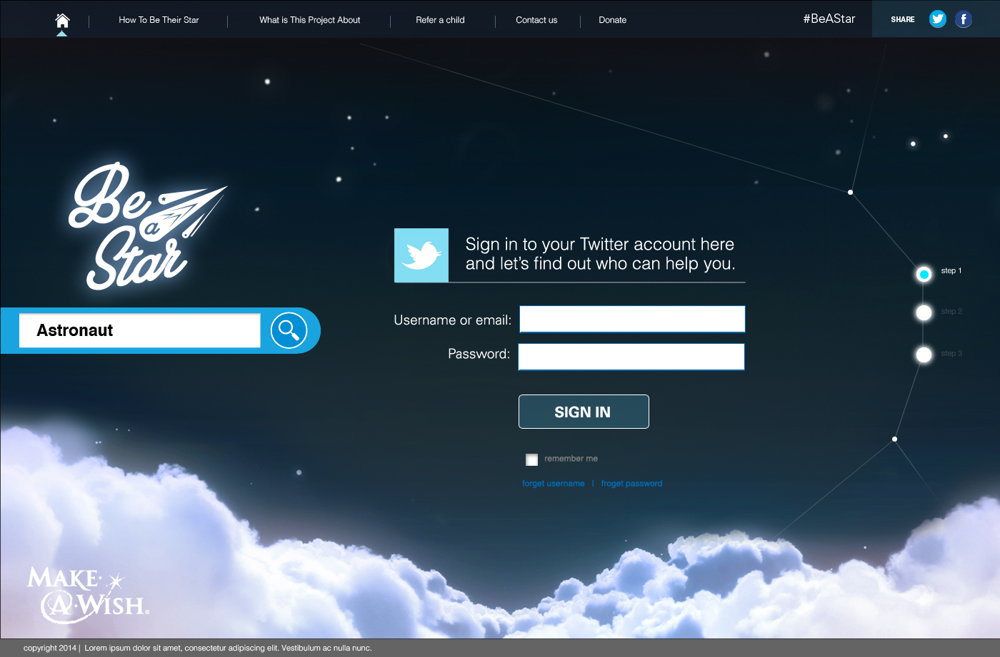 How To Be Their Star
What is This Project About
Refer a child
Contact us
Donate
#BeAStar
SHARE
Be
a
Star
Sign in to your Twitter account here
and let's find out who can help you.
step 1
Username or email:
step 2
Astronaut
Password:
step 3
SIGN IN
remember me
forget username | froget password
MAKE·
A·WISH®
copyright 2014 | Lorem ipsum dolor sit amet, consectetur adipiscing elit. Vestibulum ac nulla nunc.